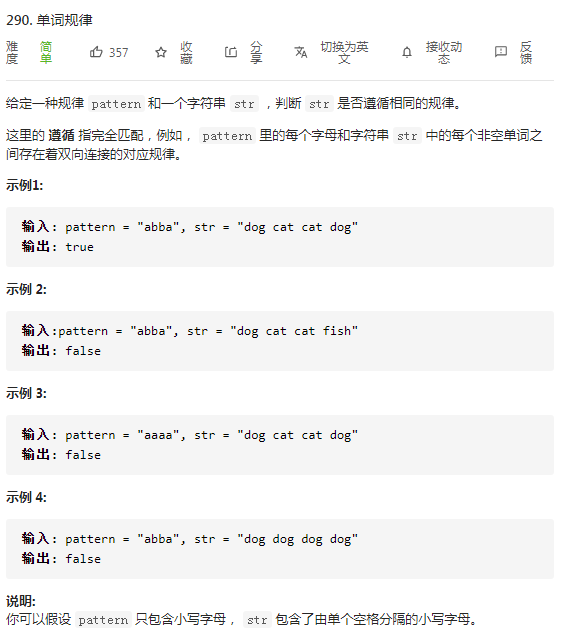 290. 单词规律
难度 简单 357 收藏 分享 切换为英文 接收动态 反馈
给定一种规律 pattern 和一个字符串 str ，判断 str 是否遵循相同的规律。
这里的 遵循 指完全匹配，例如， pattern 里的每个字母和字符串 str 中的每个非空单词之
间存在着双向连接的对应规律。
示例1:
输入: pattern = "abba", str = "dog cat cat dog"
输出: true
示例 2:
输入:pattern = "abba", str = "dog cat cat fish"
输出: false
示例 3:
输入: pattern = "aaaa", str = "dog cat cat dog"
输出: false
示例 4:
输入: pattern = "abba", str = "dog dog dog dog"
输出: false
说明:
你可以假设 pattern 只包含小写字母， str 包含了由单个空格分隔的小写字母。